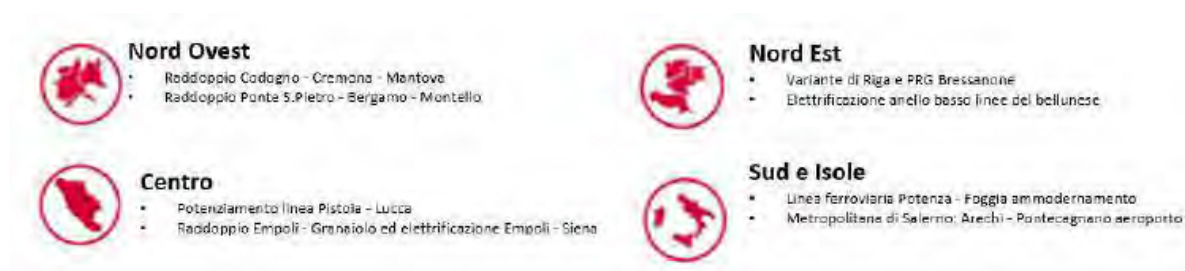 Nord Ovest
• Raddoppio Codogno - Cremona - Mantova
• Raddoppio Ponte S.Pietro - Bergamo - Montello
Nord Est
• Variante di Riga e PRG Bressanone
• Elettrificazione anello basso linee del bellunese
Centro
• Potenziamento linea Pistoia - Lucca
• Raddoppio Empoli - Granaiolo ed elettrificazione Empoli - Siena
Sud e Isole
• Linea ferroviaria Potenza - Foggia ammodernamento
• Metropolitana di Salerno: Arechi - Pontecagnano aeroporto